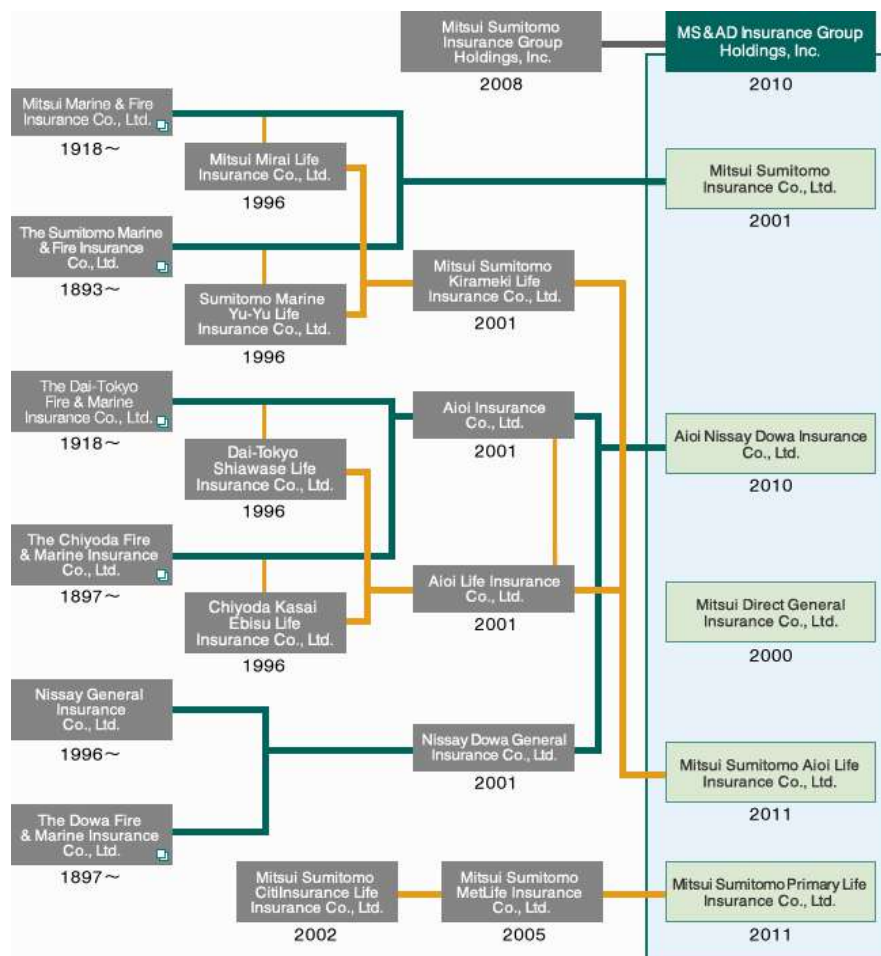 Mitsui Sumitomo
Insurance Group
Holdings, Inc.
2008
MS&AD Insurance Group
Holdings, Inc.
2010
Mitsui Marine & Fire
Insurance Co., Ltd.
1918~
Mitsui Mirai Life
Insurance Co., Ltd.
1996
Mitsui Sumitomo
Insurance Co., Ltd.
2001
The Sumitomo Marine
& Fire Insurance
Co., Ltd.
1893~
Sumitomo Marine
Yu-Yu Life
Insurance Co., Ltd.
1996
Mitsui Sumitomo
Kirameki Life
Insurance Co., Ltd.
2001
The Dai-Tokyo
Fire & Marine
Insurance Co., Ltd.
1918~
Dai-Tokyo
Shiawase Life
Insurance Co., Ltd.
1996
Aioi Insurance
Co., Ltd.
2001
Aioi Nissay Dowa Insurance
Co., Ltd.
2010
The Chiyoda Fire
& Marine Insurance
Co., Ltd.
1897~
Chiyoda Kasai
Ebisu Life
Insurance Co., Ltd.
1996
Aioi Life Insurance
Co., Ltd.
2001
Mitsui Direct General
Insurance Co., Ltd.
2000
Nissay General
Insurance
Co., Ltd.
1996~
Nissay Dowa General
Insurance Co., Ltd.
2001
Mitsui Sumitomo Aioi Life
Insurance Co., Ltd.
2011
The Dowa Fire
& Marine Insurance
Co., Ltd.
1897~
Mitsui Sumitomo
CitiInsurance Life
Insurance Co., Ltd.
2002
Mitsui Sumitomo
MetLife Insurance
Co., Ltd.
2005
Mitsui Sumitomo Primary Life
Insurance Co., Ltd.
2011